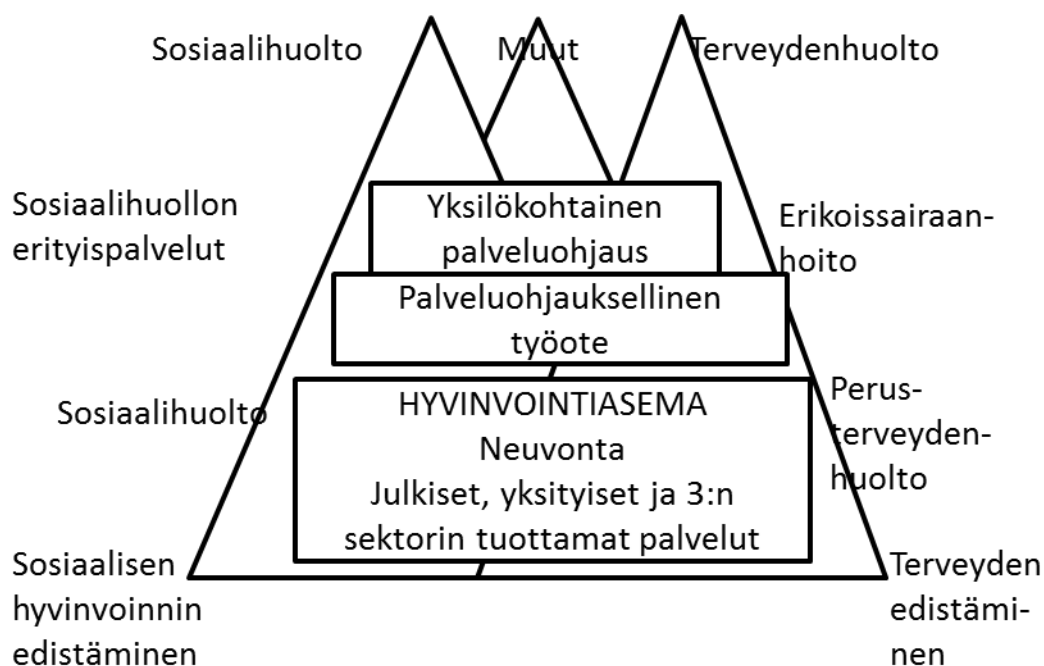 Sosiaalihuolto
Muut
Terveydenhuolto
Sosiaalihuollon
erityispalvelut
Yksilökohtainen
palveluohjaus
Erikoissairaan-
hoito
Palveluohjauksellinen
työote
Sosiaalihuolto
HYVINVOINTIASEMA
Neuvonta
Julkiset, yksityiset ja 3:n
sektorin tuottamat palvelut
Perus-
terveyden-
huolto
Sosiaalisen
hyvinvoinnin
edistäminen
Terveyden
edistämi-
nen